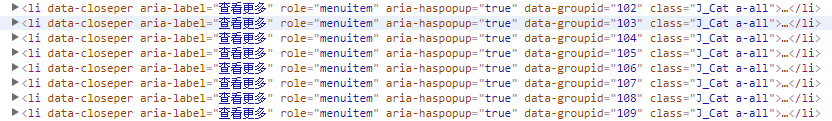 ▶<li data-closeper aria-label="查看更多" role="menuitem" aria-haspopup="true" data-groupid="102" class="J_Cat a-all">…</li>
▶<li data-closeper aria-label="查看更多" role="menuitem" aria-haspopup="true" data-groupid="103" class="J_Cat a-all">…</li>
▶<li data-closeper aria-label="查看更多" role="menuitem" aria-haspopup="true" data-groupid="104" class="J_Cat a-all">…</li>
▶<li data-closeper aria-label="查看更多" role="menuitem" aria-haspopup="true" data-groupid="105" class="J_Cat a-all">…</li>
▶<li data-closeper aria-label="查看更多" role="menuitem" aria-haspopup="true" data-groupid="106" class="J_Cat a-all">…</li>
▶<li data-closeper aria-label="查看更多" role="menuitem" aria-haspopup="true" data-groupid="107" class="J_Cat a-all">…</li>
▶<li data-closeper aria-label="查看更多" role="menuitem" aria-haspopup="true" data-groupid="108" class="J_Cat a-all">…</li>
▶<li data-closeper aria-label="查看更多" role="menuitem" aria-haspopup="true" data-groupid="109" class="J_Cat a-all">…</li>